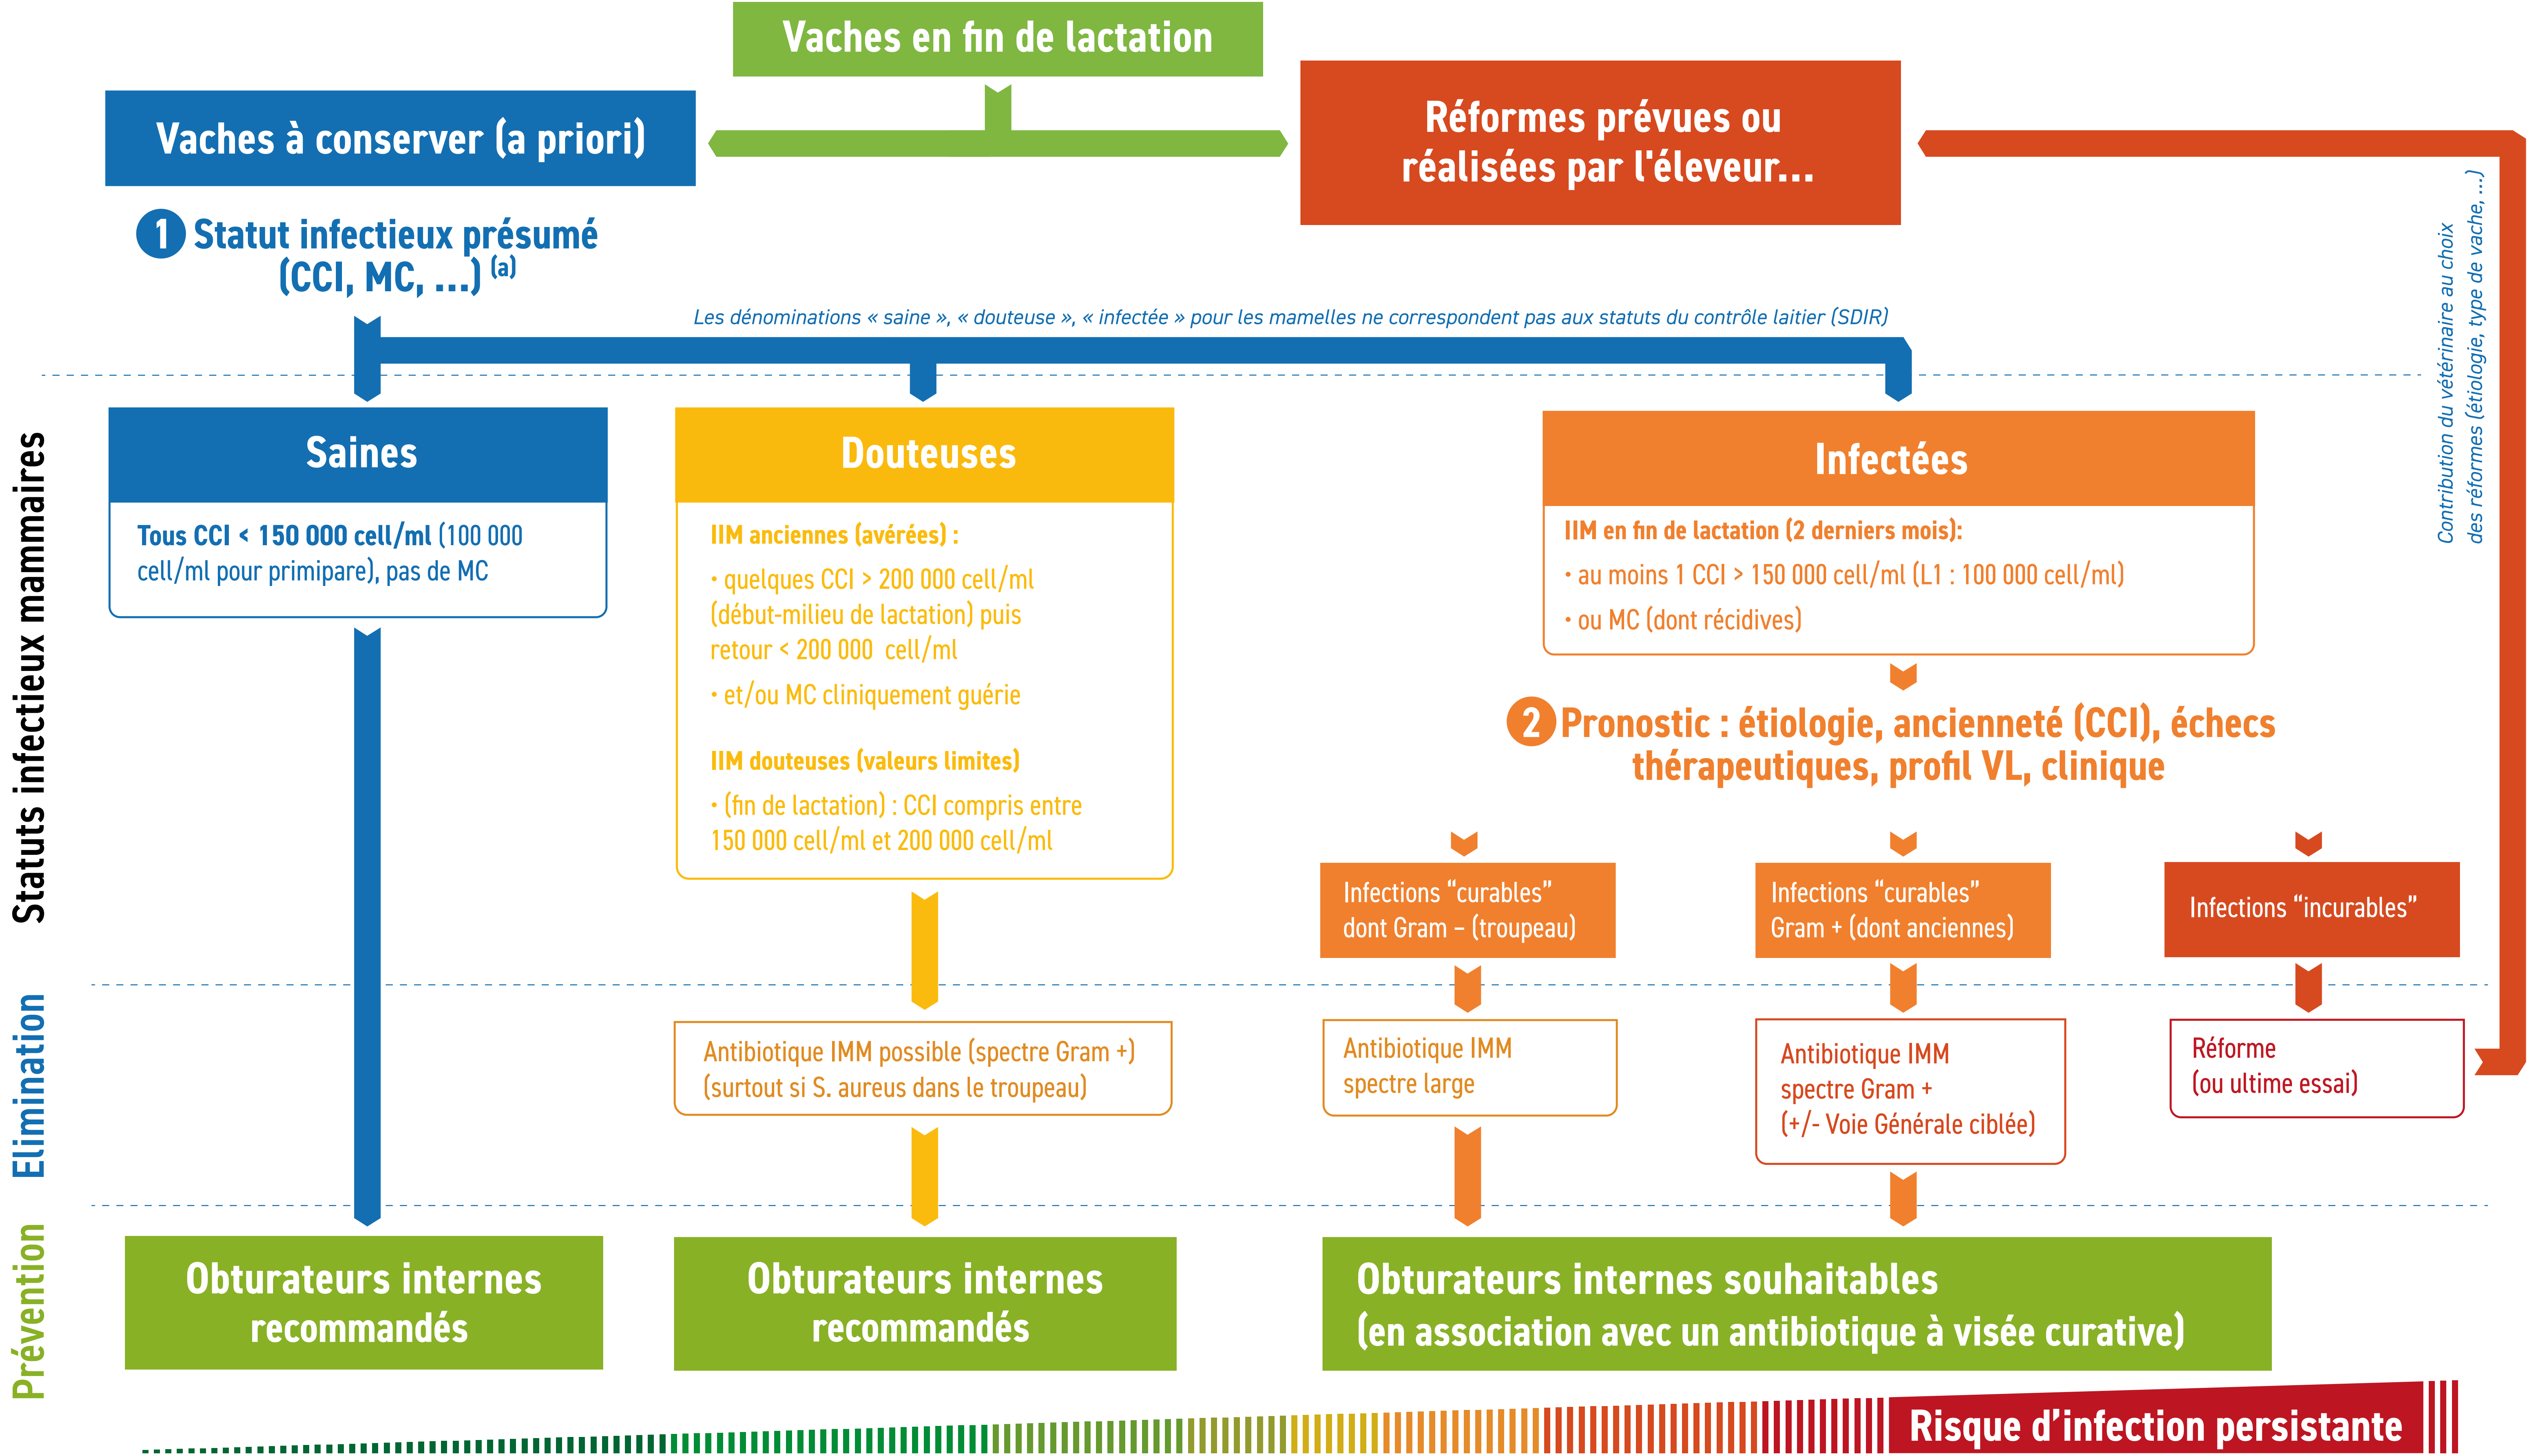 Vaches en fin de lactation
Vaches à conserver (a priori)
Réformes prévues ou
réalisées par l'éleveur...
1 Statut infectieux présumé
(CCI, MC, ...) (a)
Les dénominations « saine », « douteuse », « infectée » pour les mamelles ne correspondent pas aux statuts du contrôle laitier (SDIR)
Contribution du vétérinaire au choix
des réformes (étiologie, type de vache, ...)
Statuts infectieux mammaires
Saines
Tous CCI < 150 000 cell/ml (100 000
cell/ml pour primipare), pas de MC
Douteuses
IIM anciennes (avérées) :
• quelques CCI > 200 000 cell/ml
(début-milieu de lactation) puis
retour < 200 000 cell/ml
• et/ou MC cliniquement guérie
IIM douteuses (valeurs limites)
• (fin de lactation) : CCI compris entre
150 000 cell/ml et 200 000 cell/ml
Infectées
IIM en fin de lactation (2 derniers mois):
• au moins 1 CCI > 150 000 cell/ml (L1 : 100 000 cell/ml)
• ou MC (dont récidives)
2 Pronostic : étiologie, ancienneté (CCI), échecs
thérapeutiques, profil VL, clinique
Infections “curables”
dont Gram – (troupeau)
Infections “curables”
Gram + (dont anciennes)
Infections “incurables”
Elimination
Antibiotique IMM possible (spectre Gram +)
(surtout si S. aureus dans le troupeau)
Antibiotique IMM
spectre large
Antibiotique IMM
spectre Gram +
(+/- Voie Générale ciblée)
Réforme
(ou ultime essai)
Prévention
Obturateurs internes
recommandés
Obturateurs internes
recommandés
Obturateurs internes souhaitables
(en association avec un antibiotique à visée curative)
Risque d’infection persistante